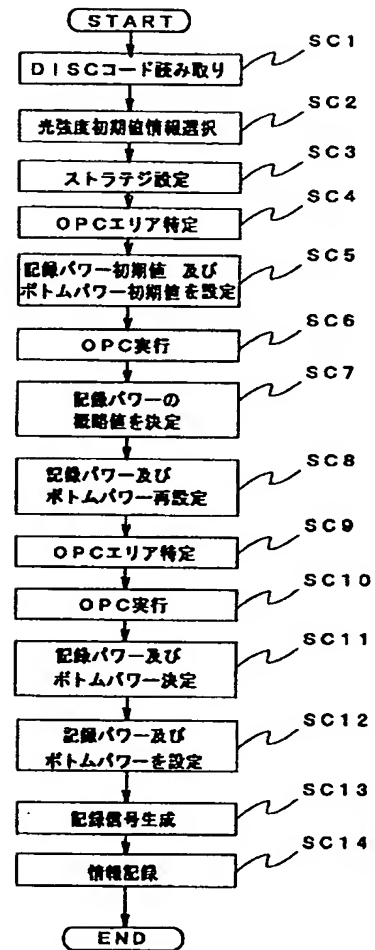 START
SC1
DISCコード読み取り
SC2
光強度初期値情報選択
SC3
ストラテジ設定
SC4
OPCエリア特定
SC5
記録パワー初期値 及び
ボトムパワー初期値を設定
SC6
OPC実行
SC7
記録パワーの
概略値を決定
SC8
記録パワー及び
ボトムパワー再設定
SC9
OPCエリア特定
SC10
OPC実行
SC11
記録パワー及び
ボトムパワー決定
SC12
記録パワー及び
ボトムパワーを設定
SC13
記録信号生成
SC14
情報記録
END